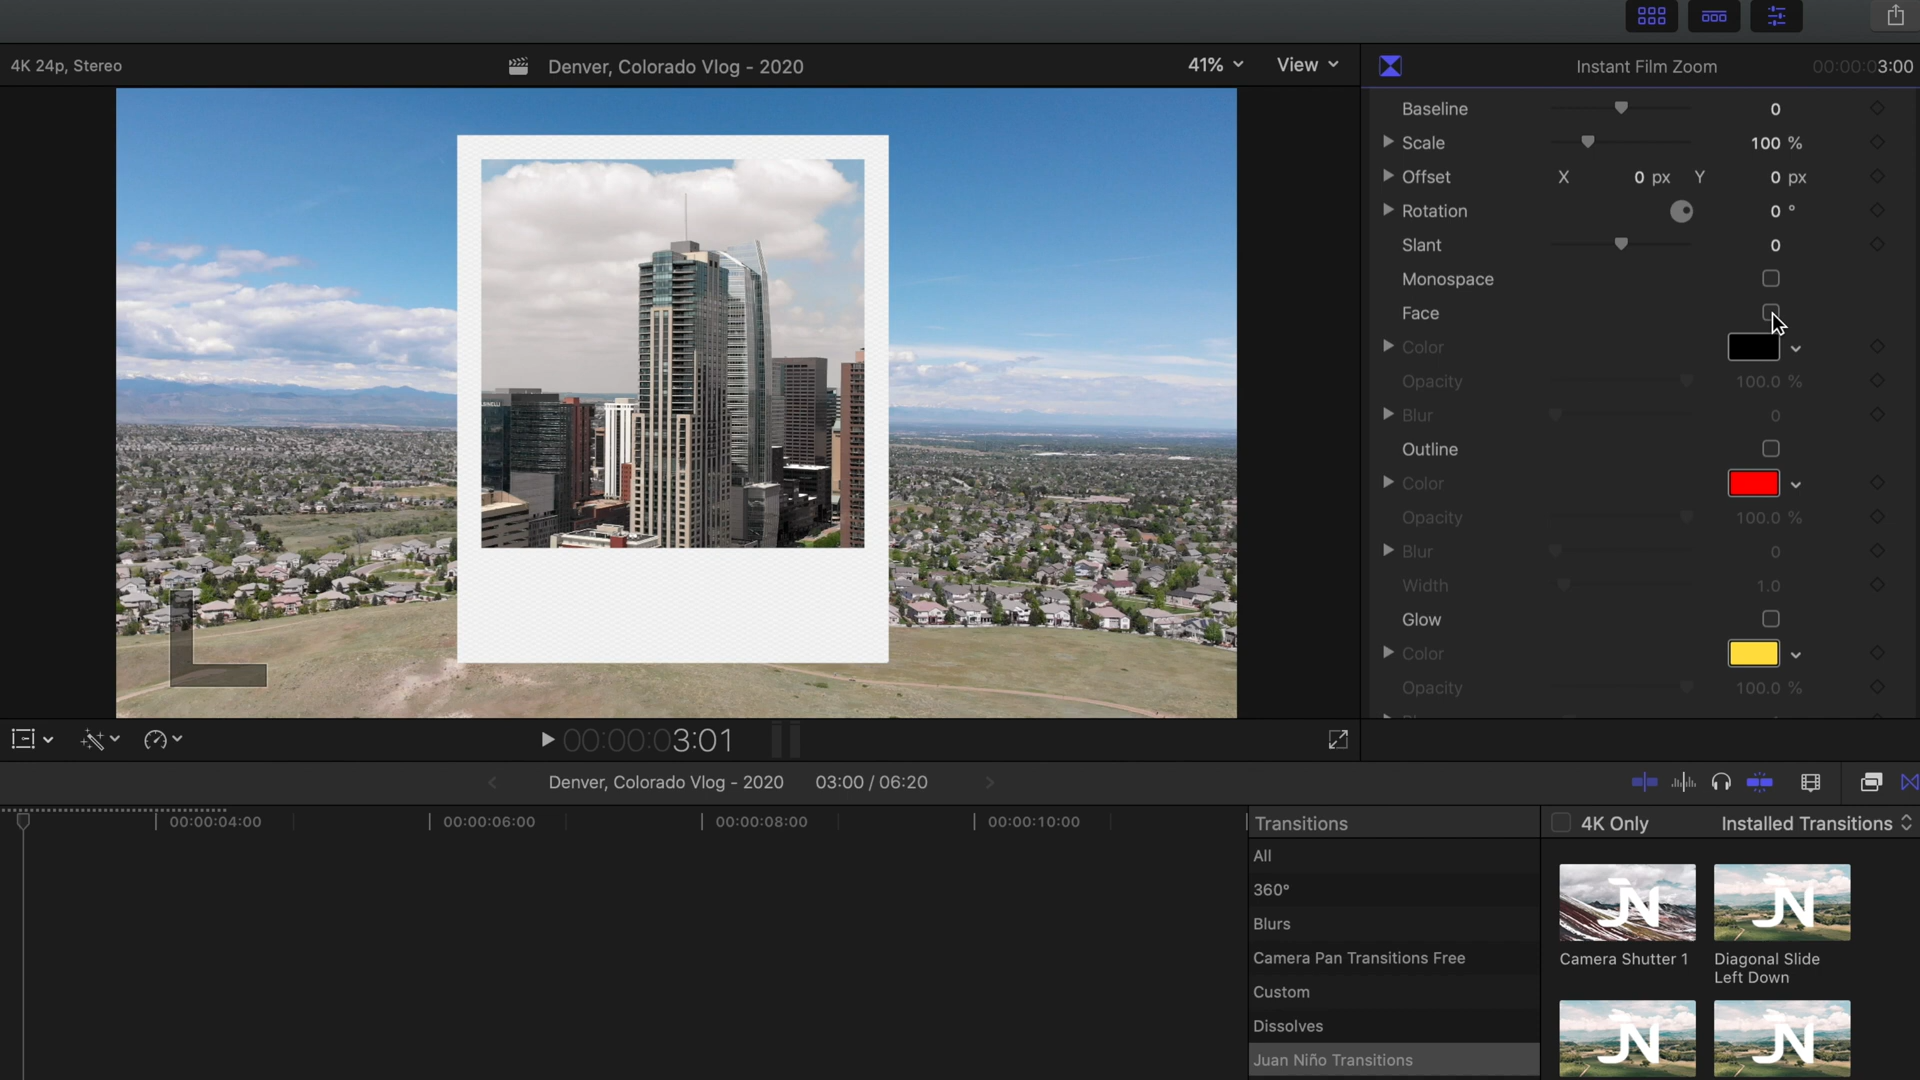 4K 24p, Stereo
Denver, Colorado Vlog - 2020
41%
View
Instant Film Zoom
00:00:03:00
Baseline 0
Scale 100 %
Offset X 0 px Y 0 px
Rotation 0 °
Slant 0
Monospace
Face
Color
Opacity 100.0 %
Blur 0
Outline
Color
Opacity 100.0 %
Blur 0
Width 1.0
Glow
Color
Opacity 100.0 %
00:00:03:01
Denver, Colorado Vlog - 2020 03:00 / 06:20
00:00:04:00
00:00:06:00
00:00:08:00
00:00:10:00
Transitions
4K Only
Installed Transitions
All
360°
Blurs
Camera Pan Transitions Free
Custom
Dissolves
Juan Niño Transitions
JN
JN
Camera Shutter 1
Diagonal Slide
Left Down
JN
JN